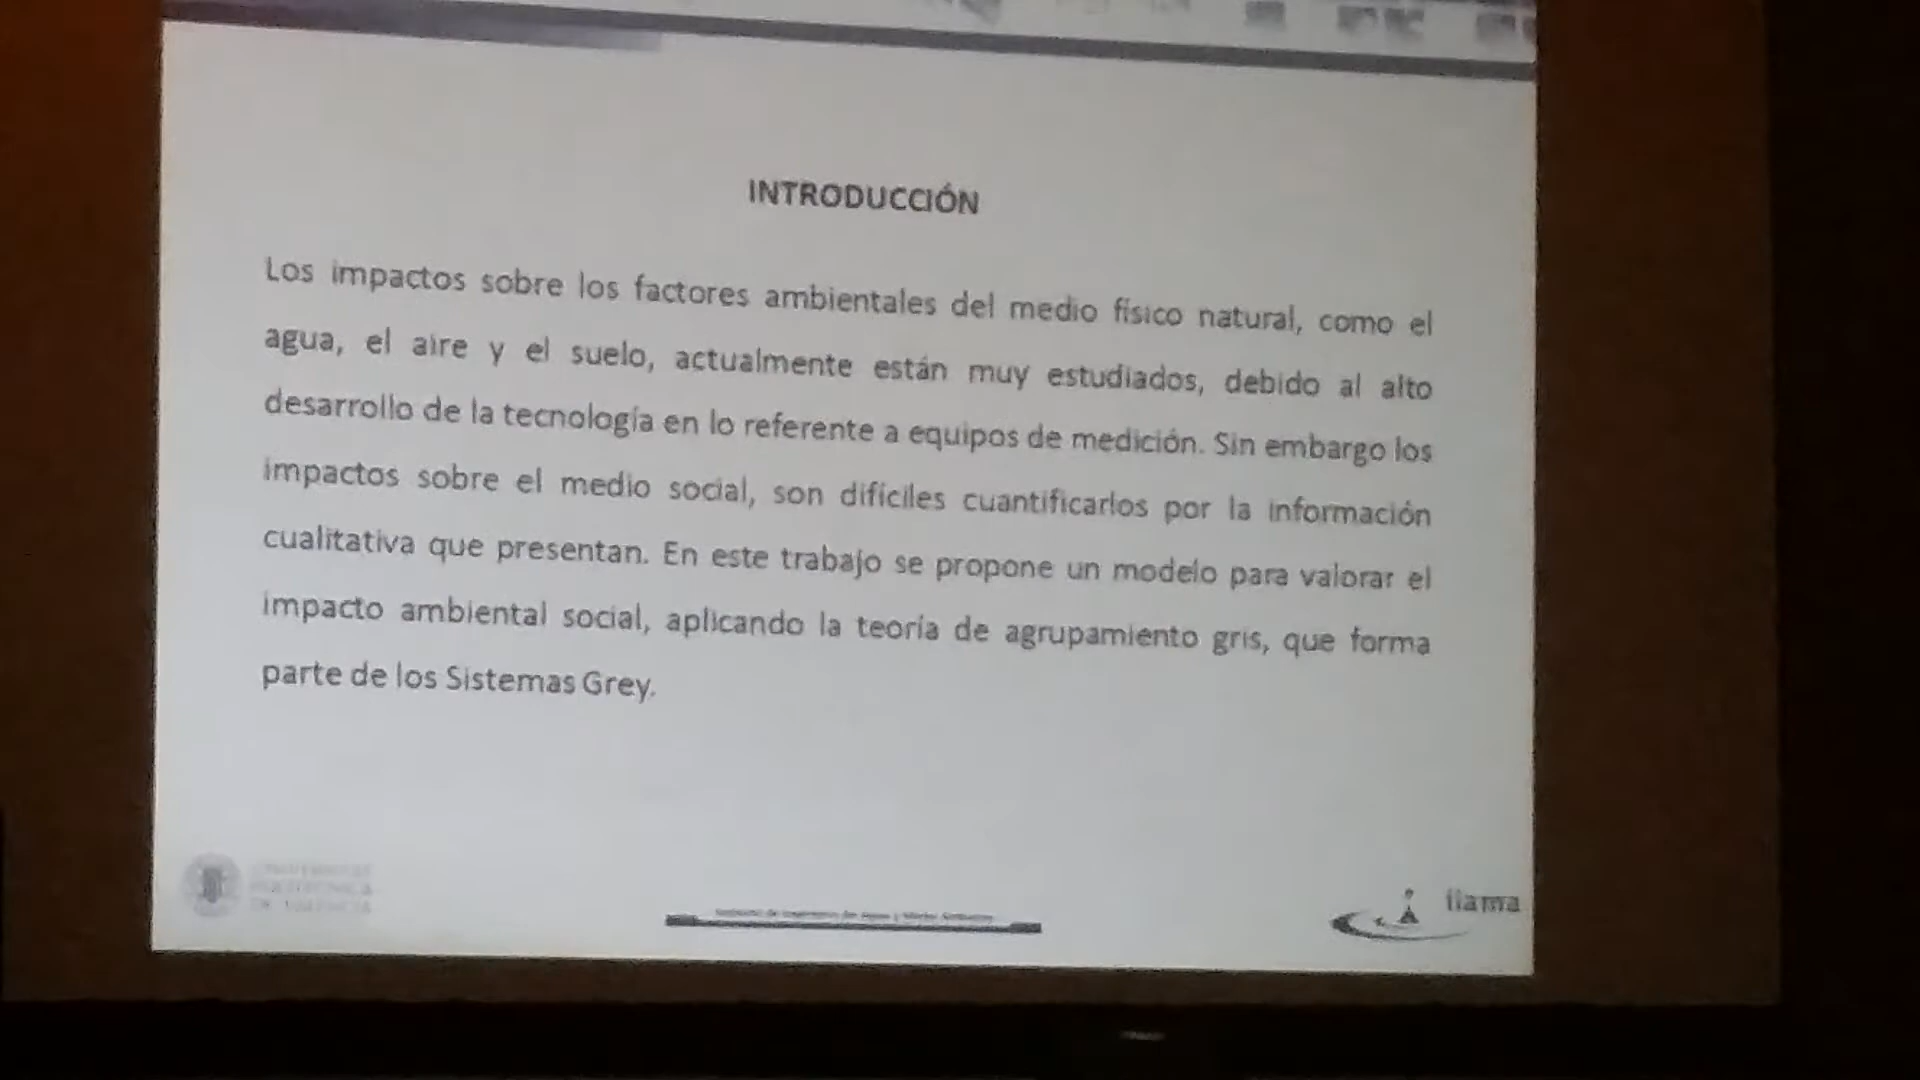 INTRODUCCIÓN
Los impactos sobre los factores ambientales del medio físico natural, como el
agua, el aire y el suelo, actualmente están muy estudiados, debido al alto
desarrollo de la tecnología en lo referente a equipos de medición. Sin embargo los
impactos sobre el medio social, son difíciles cuantificarlos por la información
cualitativa que presentan. En este trabajo se propone un modelo para valorar el
impacto ambiental social, aplicando la teoría de agrupamiento gris, que forma
parte de los Sistemas Grey.
iiama